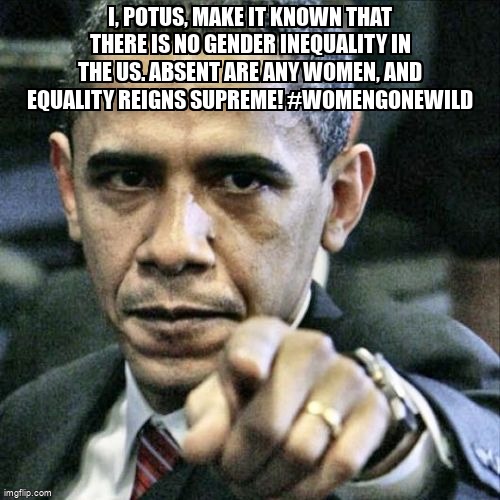 I, POTUS, MAKE IT KNOWN THAT
THERE IS NO GENDER INEQUALITY IN
THE US. ABSENT ARE ANY WOMEN, AND
EQUALITY REIGNS SUPREME! #WOMENGONEWILD
imgflip.com